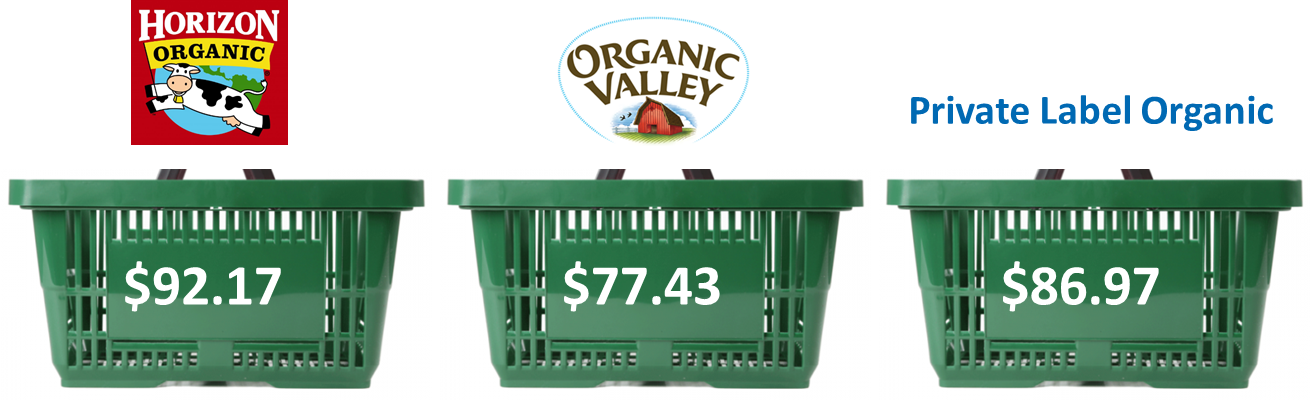 HORIZON
ORGANIC
ORGANIC
VALLEY
Private Label Organic
$92.17
$77.43
$86.97